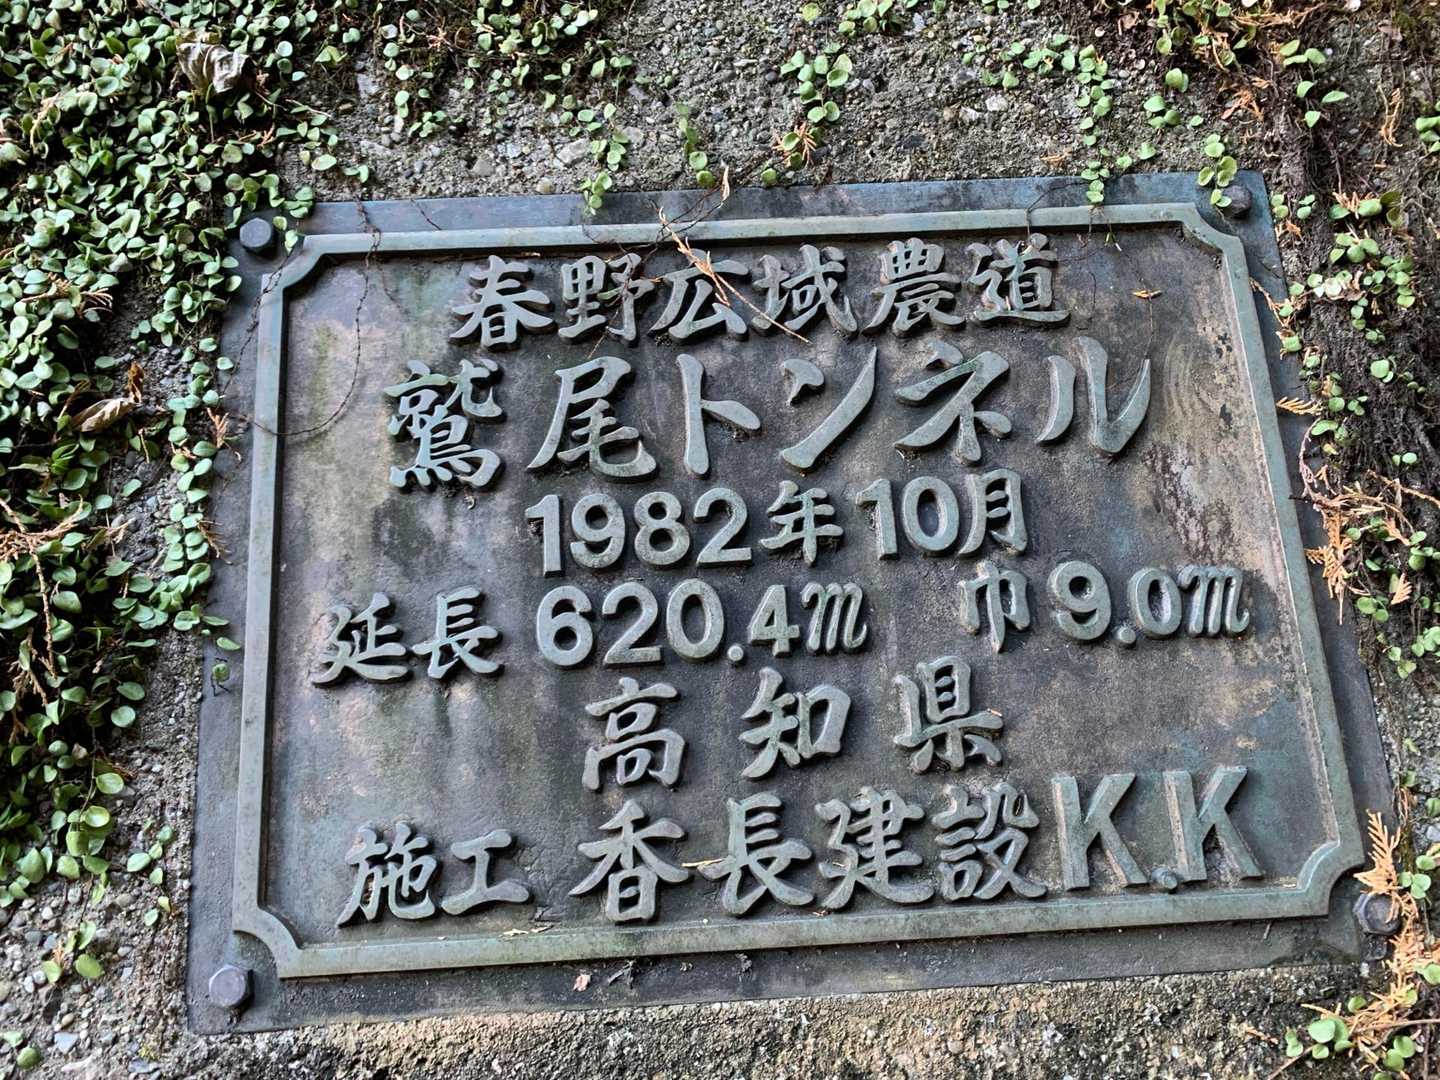 春野広域農道
鷲尾トンネル
1982年10月
延長 620.4m 巾9.0m
高知県
施工 香長建設K.K